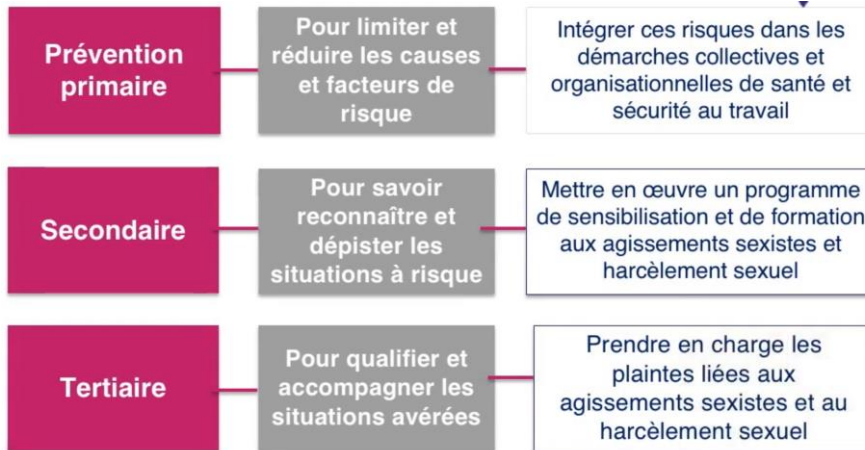 Prévention
primaire
Pour limiter et
réduire les causes
et facteurs de
risque
Intégrer ces risques dans les
démarches collectives et
organisationnelles de santé et
sécurité au travail
Secondaire
Pour savoir
reconnaître et
dépister les
situations à risque
Mettre en œuvre un programme
de sensibilisation et de formation
aux agissements sexistes et
harcèlement sexuel
Tertiaire
Pour qualifier et
accompagner les
situations avérées
Prendre en charge les
plaintes liées aux
agissements sexistes et au
harcèlement sexuel